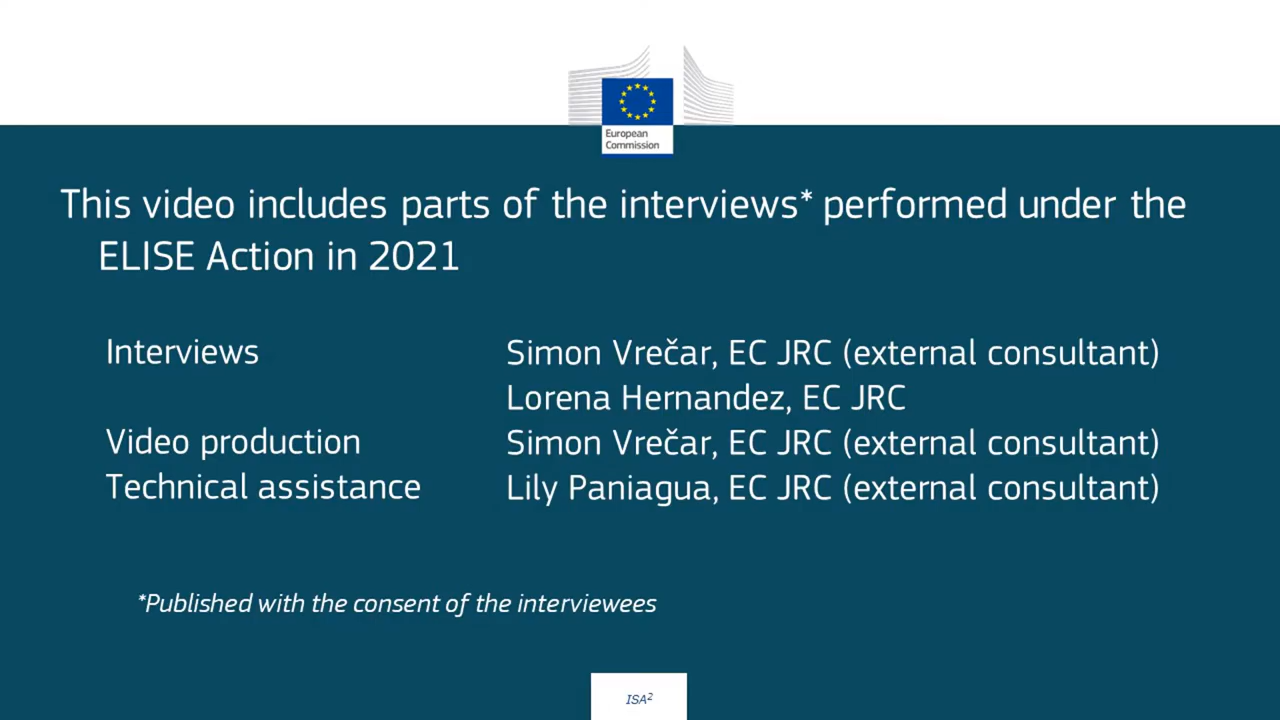 European
Commission
This video includes parts of the interviews* performed under the
ELISE Action in 2021
Interviews Simon Vrečar, EC JRC (external consultant)
Lorena Hernandez, EC JRC
Video production Simon Vrečar, EC JRC (external consultant)
Technical assistance Lily Paniagua, EC JRC (external consultant)
*Published with the consent of the interviewees
ISA²